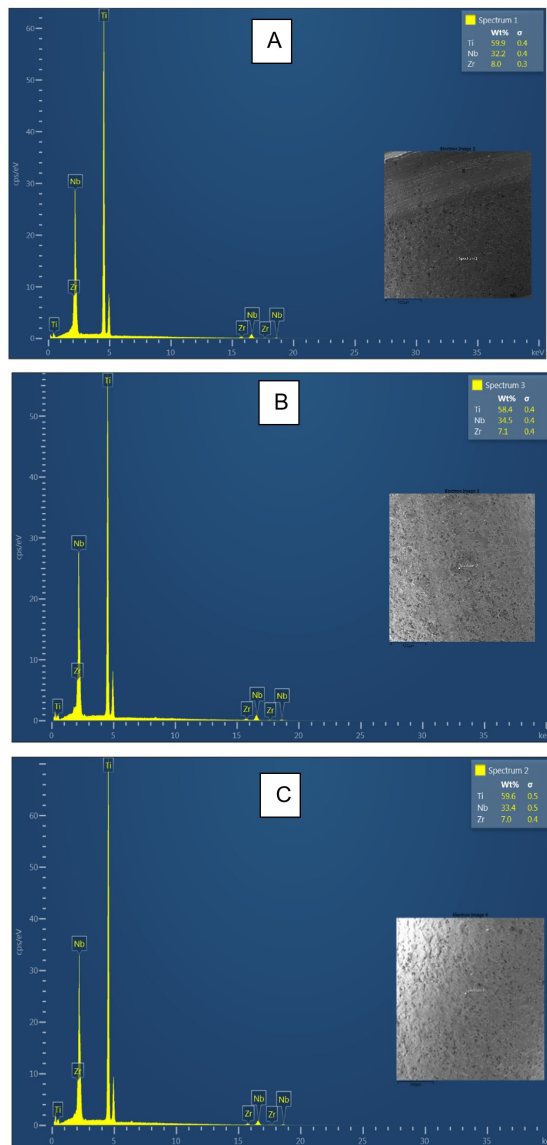 A
Spectrum 1
Wt% σ
Ti 59.9 0.4
Nb 32.2 0.4
Zr 8.0 0.3
60
40
20
0
cps/eV
Ti
Nb
Zr
Ti
Zr Nb Zr Nb
Electron Image 2
Spectrum 1
0 5 10 15 20 25 30 35 keV
B
Spectrum 3
Wt% σ
Ti 58.4 0.4
Nb 34.5 0.4
Zr 7.1 0.4
50
40
30
20
10
0
cps/eV
Ti
Nb
Zr
Ti
Zr Nb Zr Nb
0 5 10 15 20 25 30 35 ke
C
Spectrum 2
Wt% σ
Ti 59.6 0.5
Nb 33.4 0.5
Zr 7.0 0.4
60
50
40
30
20
10
0
cps/eV
Ti
Nb
Zr
Ti
Zr Nb Zr Nb
0 5 10 15 20 25 30 35